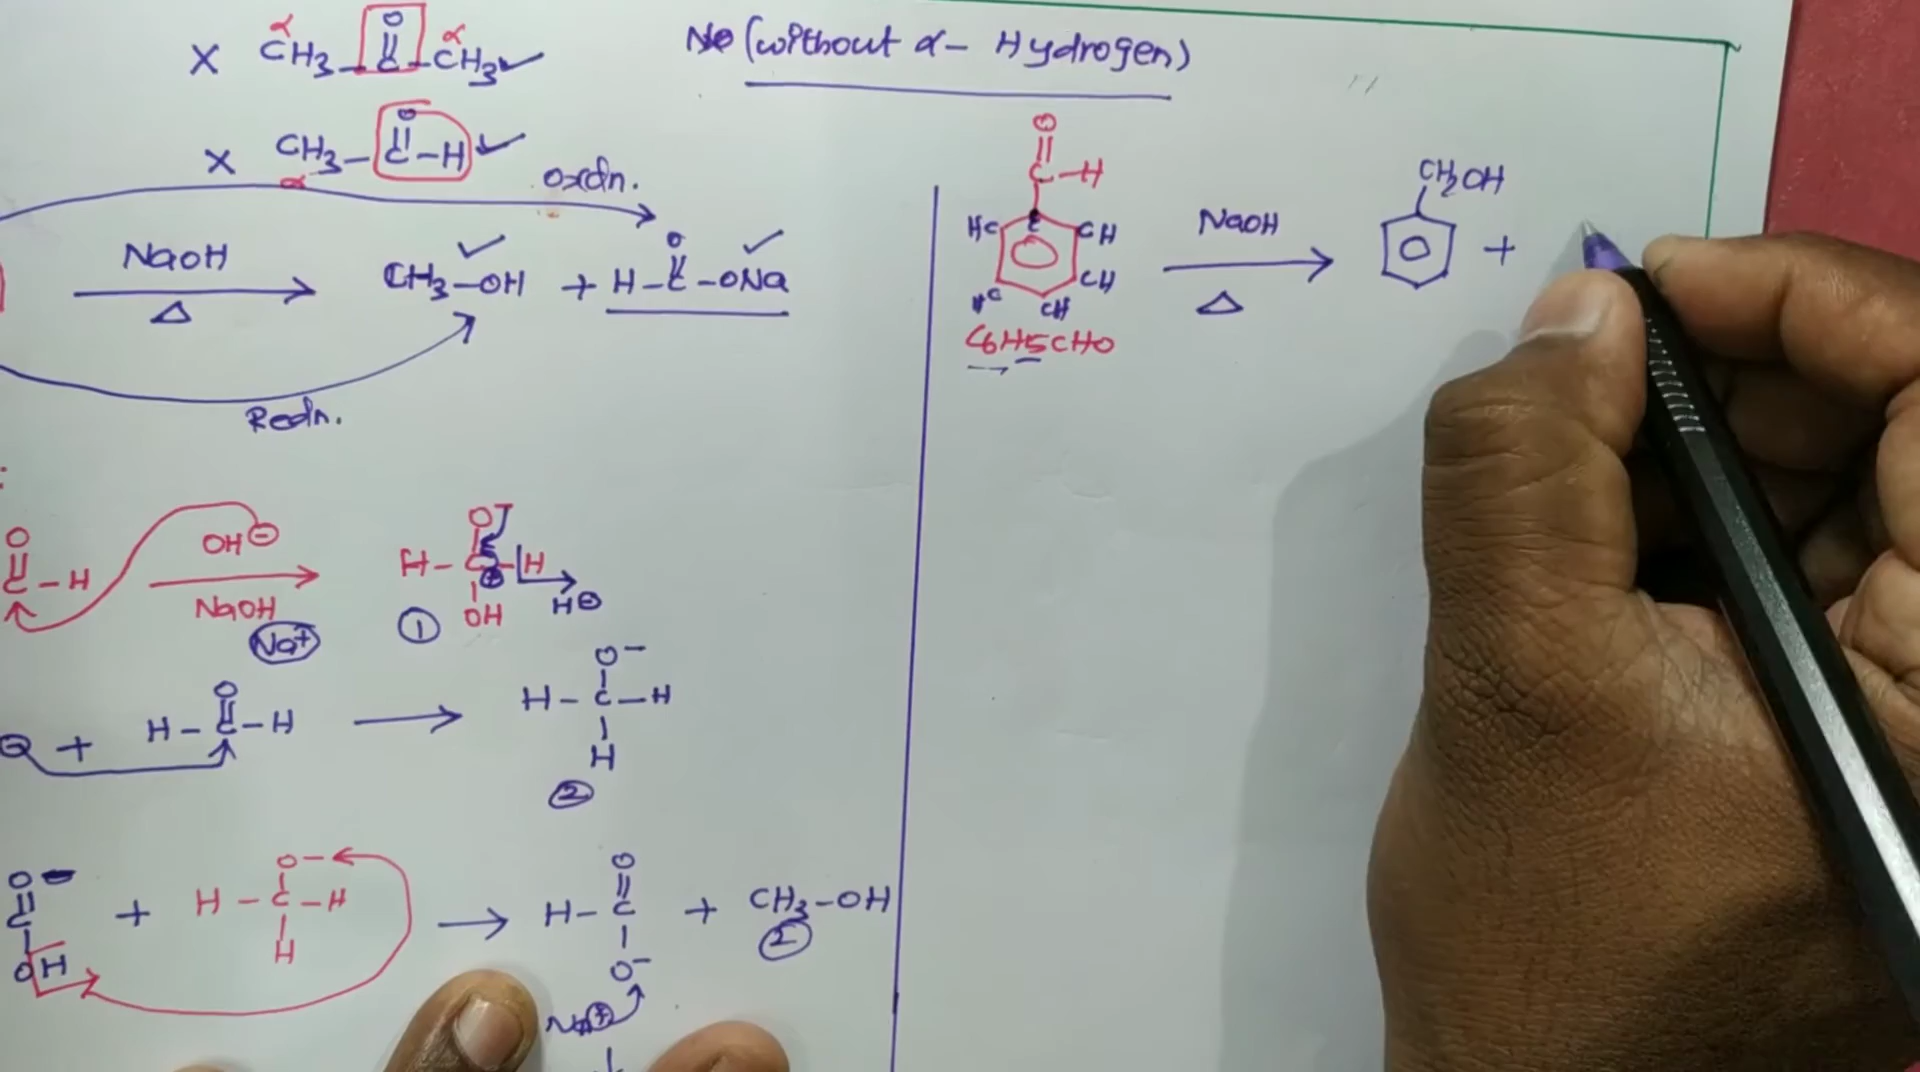 α O α
X CH3 – C – CH3 ✓
No (without α- Hydrogen)
O
X CH3 – C – H ✓
α
oxdn.
NaOH
Δ
O
CH3–OH + H–C–ONa
Redn.
O
C–H
HC C CH
HC CH CH
C6H5CHO
NaOH
Δ
CH2OH
+
O
C–H
OH⊖
NaOH
Na+
O
H–C–H
⊕
OH
①
H⊖
⊖ + H–C–H
O
O–
H–C–H
H
②
O–
C
OH
+
O–
H–C–H
H
O
H–C
O–
Na⊕
+ CH3–OH
②